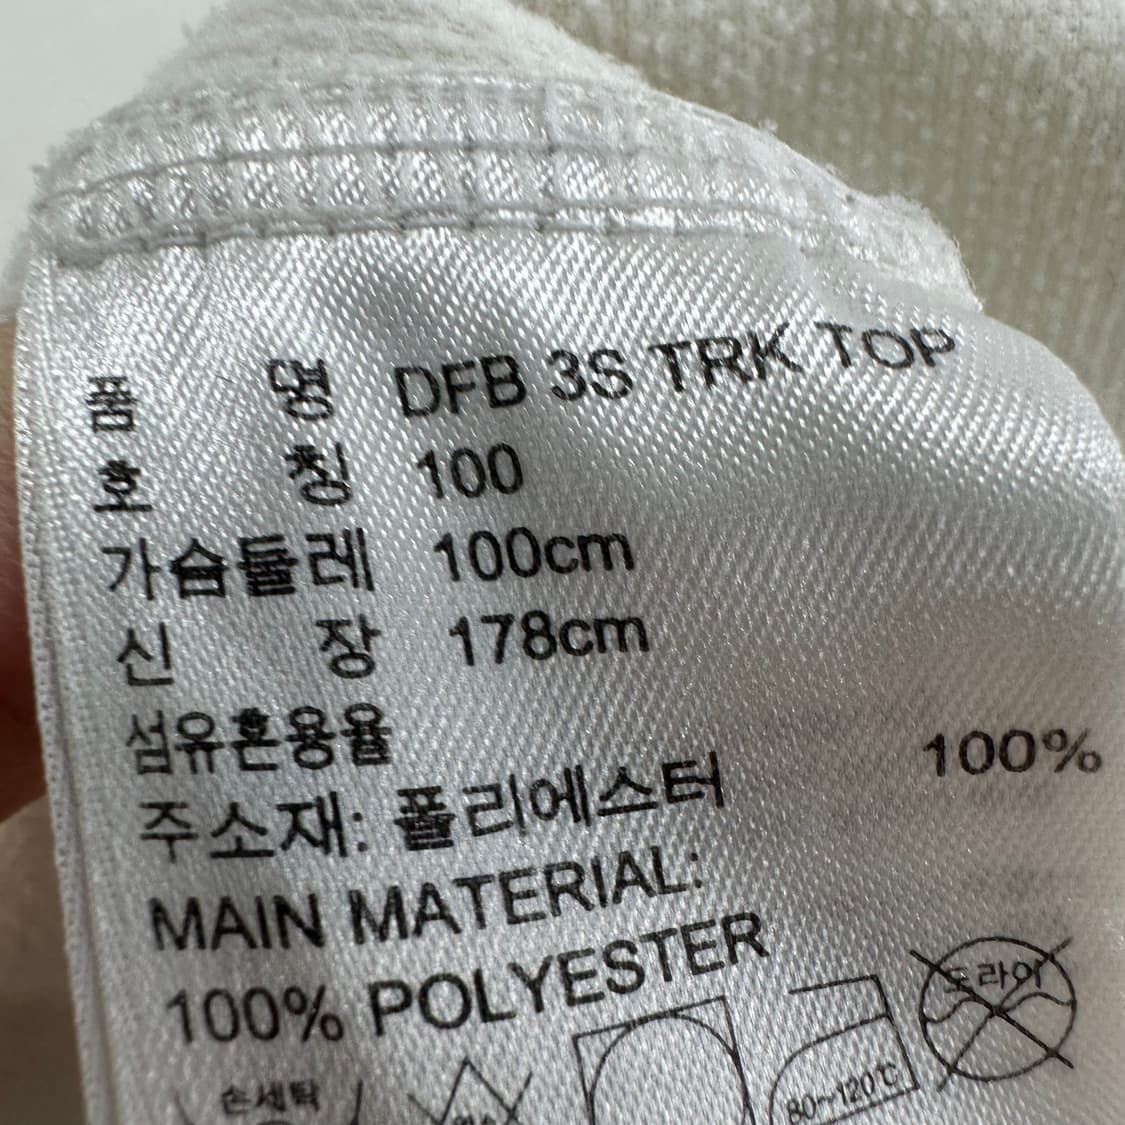 품 명 DFB 3S TRK TOP
호 칭 100
가슴둘레 100cm
신 장 178cm
섬유혼용율
주소재: 폴리에스터 100%
MAIN MATERIAL:
100% POLYESTER
드라이
80~120℃
손세탁